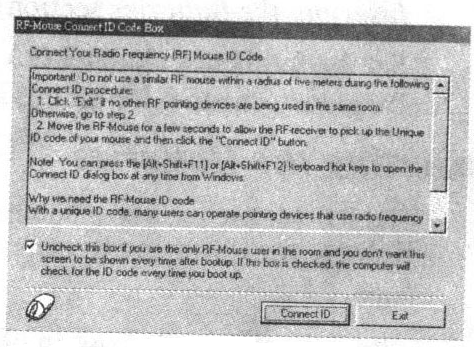 RF-Mouse Connect ID Code Box
Connect Your Radio Frequency (RF) Mouse ID Code
Important! Do not use a similar RF mouse within a radius of five meters during the following
Connect ID procedure:
1. Click "Exit" if no other RF pointing devices are being used in the same room.
Otherwise, go to step 2.
2. Move the RF-Mouse for a few seconds to allow the RF-receiver to pick up the Unique
ID code of your mouse and then click the "Connect ID" button.
Note! You can press the [Alt+Shift+F11] or [Alt+Shift+F12] keyboard hot keys to open the
Connect ID dialog box at any time from Windows.
Why we need the RF-Mouse ID code
With a unique ID code, many users can operate pointing devices that use radio frequency
Uncheck this box if you are the only RF-Mouse user in the room and you don't want this
screen to be shown every time after bootup. If this box is checked, the computer will
check for the ID code every time you boot up.
Connect ID
Exit